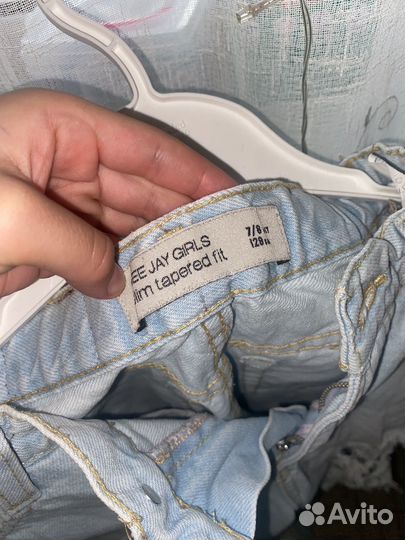 EE JAY GIRLS
lim tapered fit
7/8
128
Avito